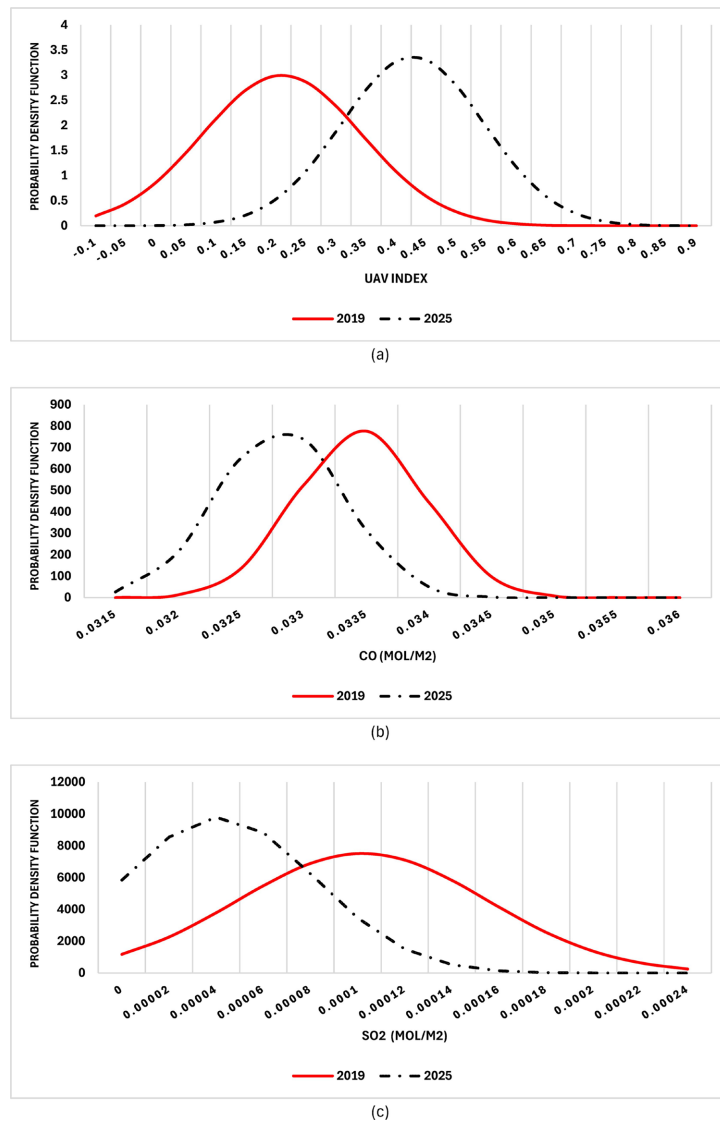 PROBABILITY DENSITY FUNCTION
4
3.5
3
2.5
2
1.5
1
0.5
0
-0.1 -0.05 0 0.05 0.1 0.15 0.2 0.25 0.3 0.35 0.4 0.45 0.5 0.55 0.6 0.65 0.7 0.75 0.8 0.85 0.9
UAV INDEX
2019 2025
(a)
PROBABILITY DENSITY FUNCTION
900
800
700
600
500
400
300
200
100
0
0.0315 0.032 0.0325 0.033 0.0335 0.034 0.0345 0.035 0.0355 0.036
CO (MOL/M2)
2019 2025
(b)
PROBABILITY DENSITY FUNCTION
12000
10000
8000
6000
4000
2000
0
0 0.00002 0.00004 0.00006 0.00008 0.0001 0.00012 0.00014 0.00016 0.00018 0.0002 0.00022 0.00024
SO2 (MOL/M2)
2019 2025
(c)